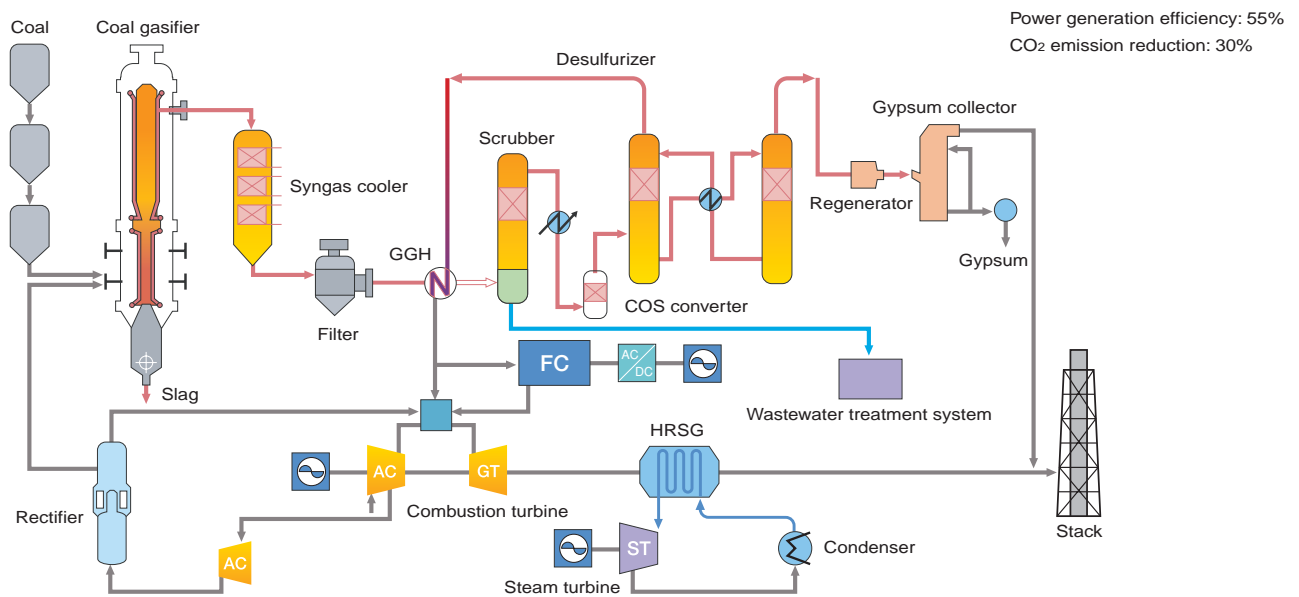 Power generation efficiency: 55%
CO2 emission reduction: 30%
Coal
Coal gasifier
Desulfurizer
Gypsum collector
Scrubber
Syngas cooler
Regenerator
GGH
Gypsum
COS converter
Filter
FC
AC
DC
Slag
Wastewater treatment system
HRSG
AC
GT
Combustion turbine
Rectifier
Stack
AC
ST
Condenser
Steam turbine